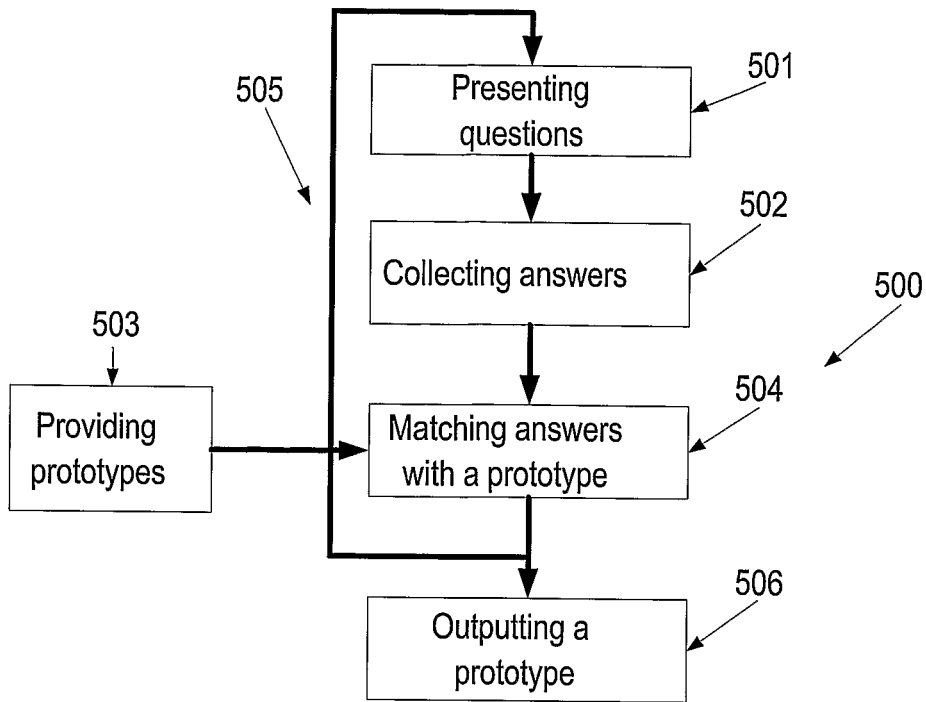 501
Presenting
questions
505
502
Collecting answers
500
503
Providing
prototypes
504
Matching answers
with a prototype
506
Outputting a
prototype